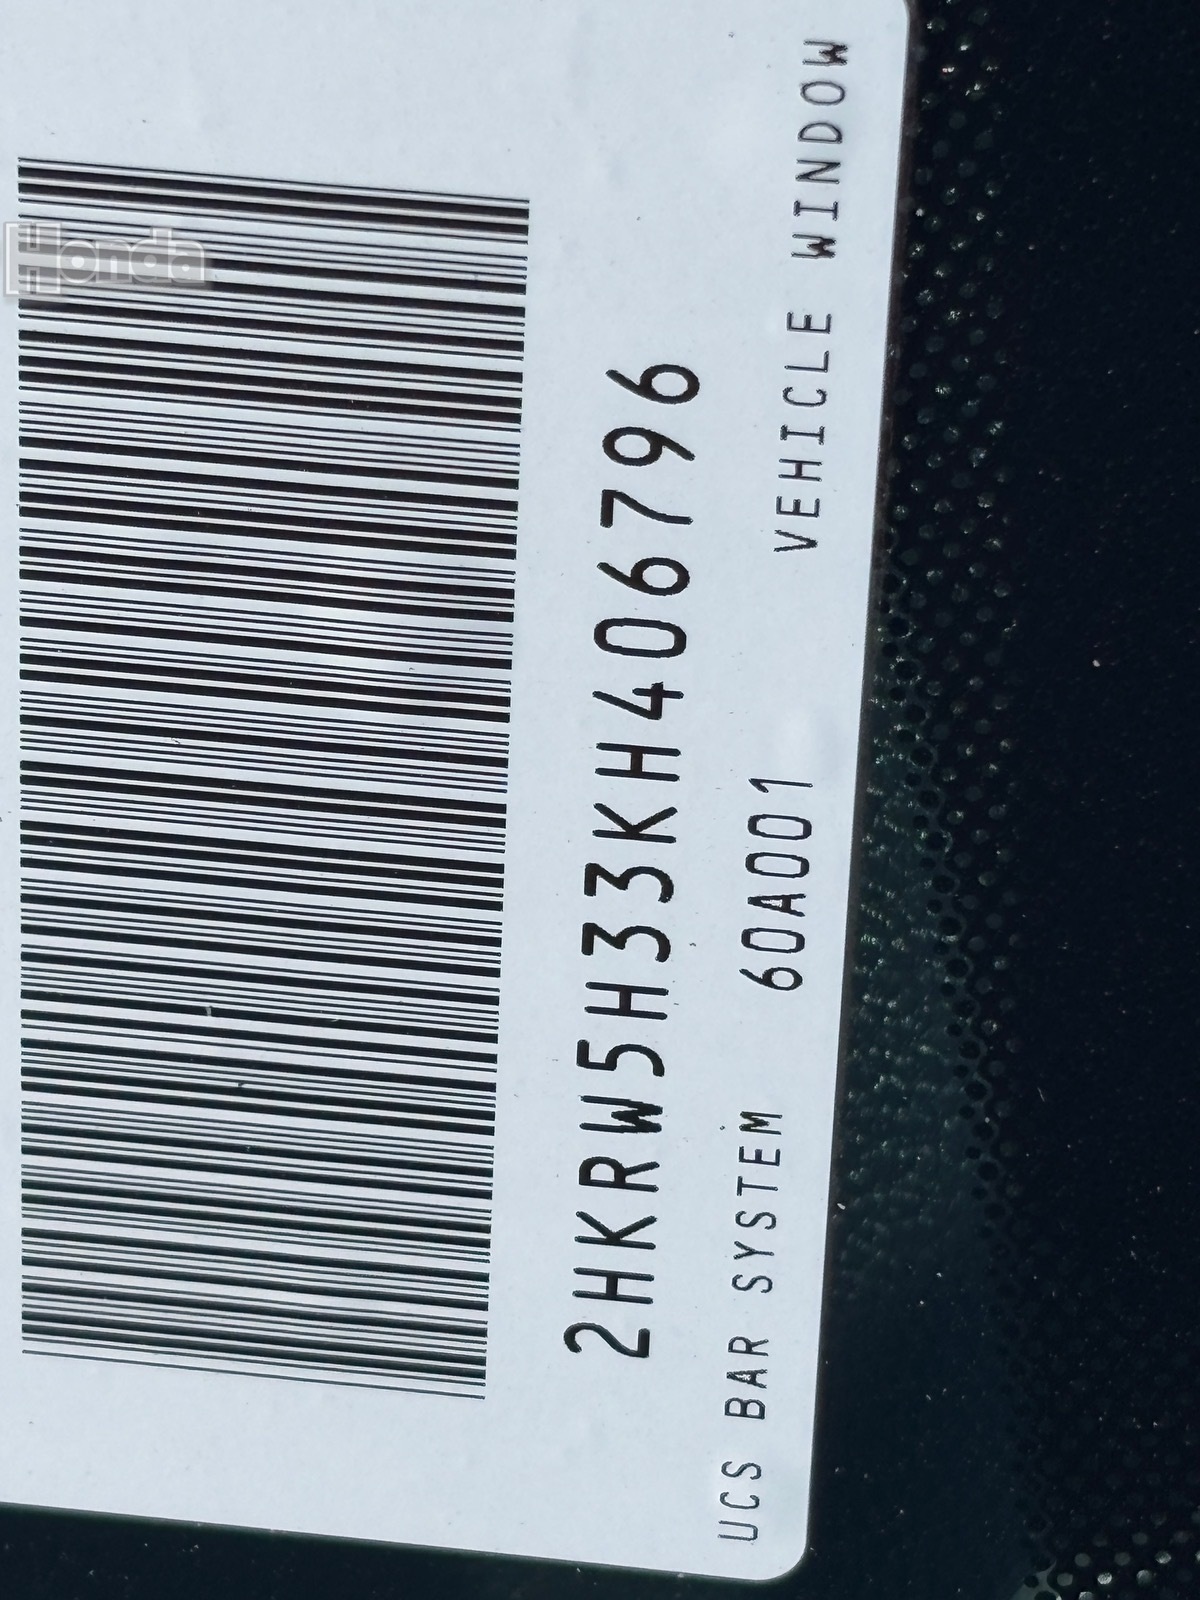 Honda
2HKRW5H33KH406796
UCS BAR SYSTEM 60A001 VEHICLE WINDOW